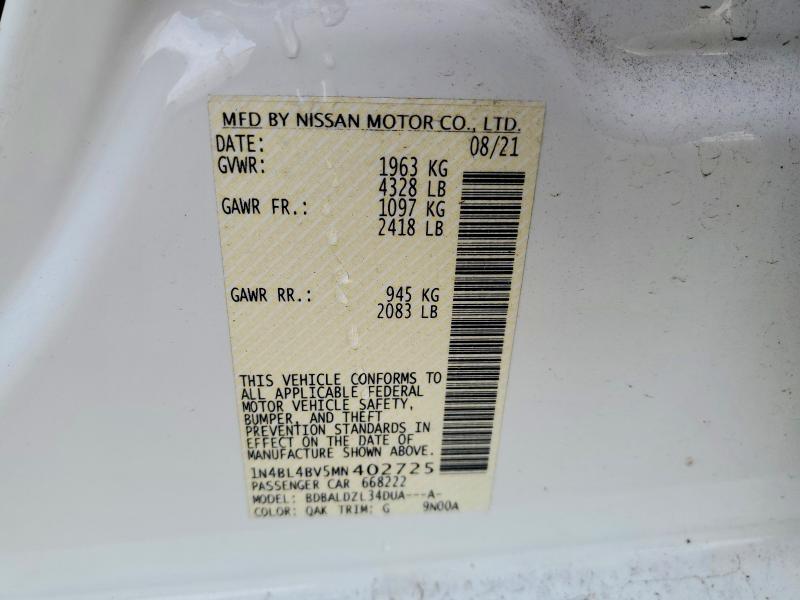 MFD BY NISSAN MOTOR CO., LTD.
DATE: 08/21
GVWR: 1963 KG
4328 LB
GAWR FR.: 1097 KG
2418 LB
GAWR RR.: 945 KG
2083 LB
THIS VEHICLE CONFORMS TO
ALL APPLICABLE FEDERAL
MOTOR VEHICLE SAFETY,
BUMPER, AND THEFT
PREVENTION STANDARDS IN
EFFECT ON THE DATE OF
MANUFACTURE SHOWN ABOVE.
1N4BL4BV5MN402725
PASSENGER CAR 668222
MODEL: BDBALDZL34DUA---A-
COLOR: QAK TRIM: G 9N00A